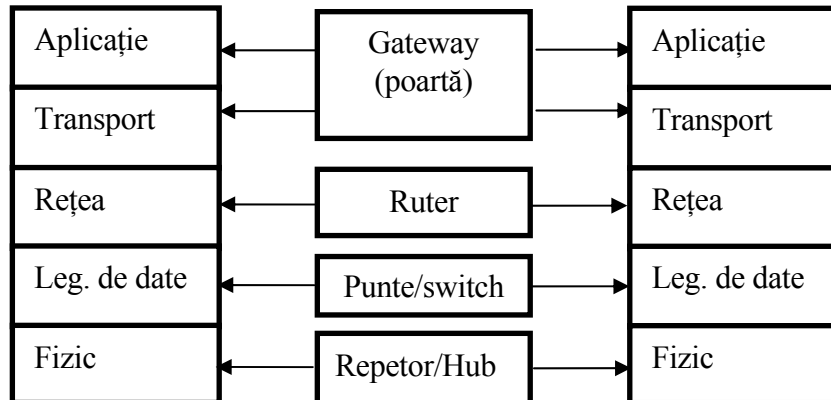 Aplicație
Gateway
(poartă)
Aplicație
Transport
Transport
Rețea
Ruter
Rețea
Leg. de date
Punte/switch
Leg. de date
Fizic
Repetor/Hub
Fizic